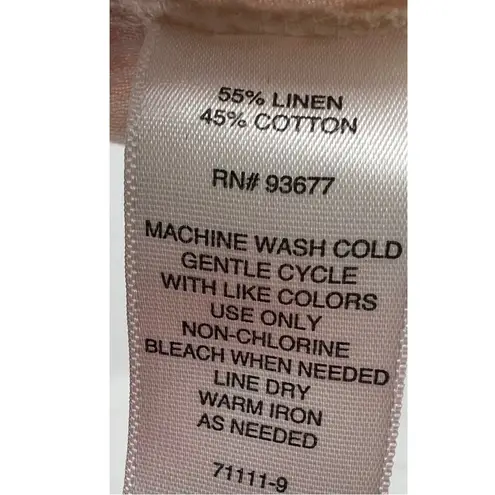 55% LINEN
45% COTTON
RN# 93677
MACHINE WASH COLD
GENTLE CYCLE
WITH LIKE COLORS
USE ONLY
NON-CHLORINE
BLEACH WHEN NEEDED
LINE DRY
WARM IRON
AS NEEDED
71111-9